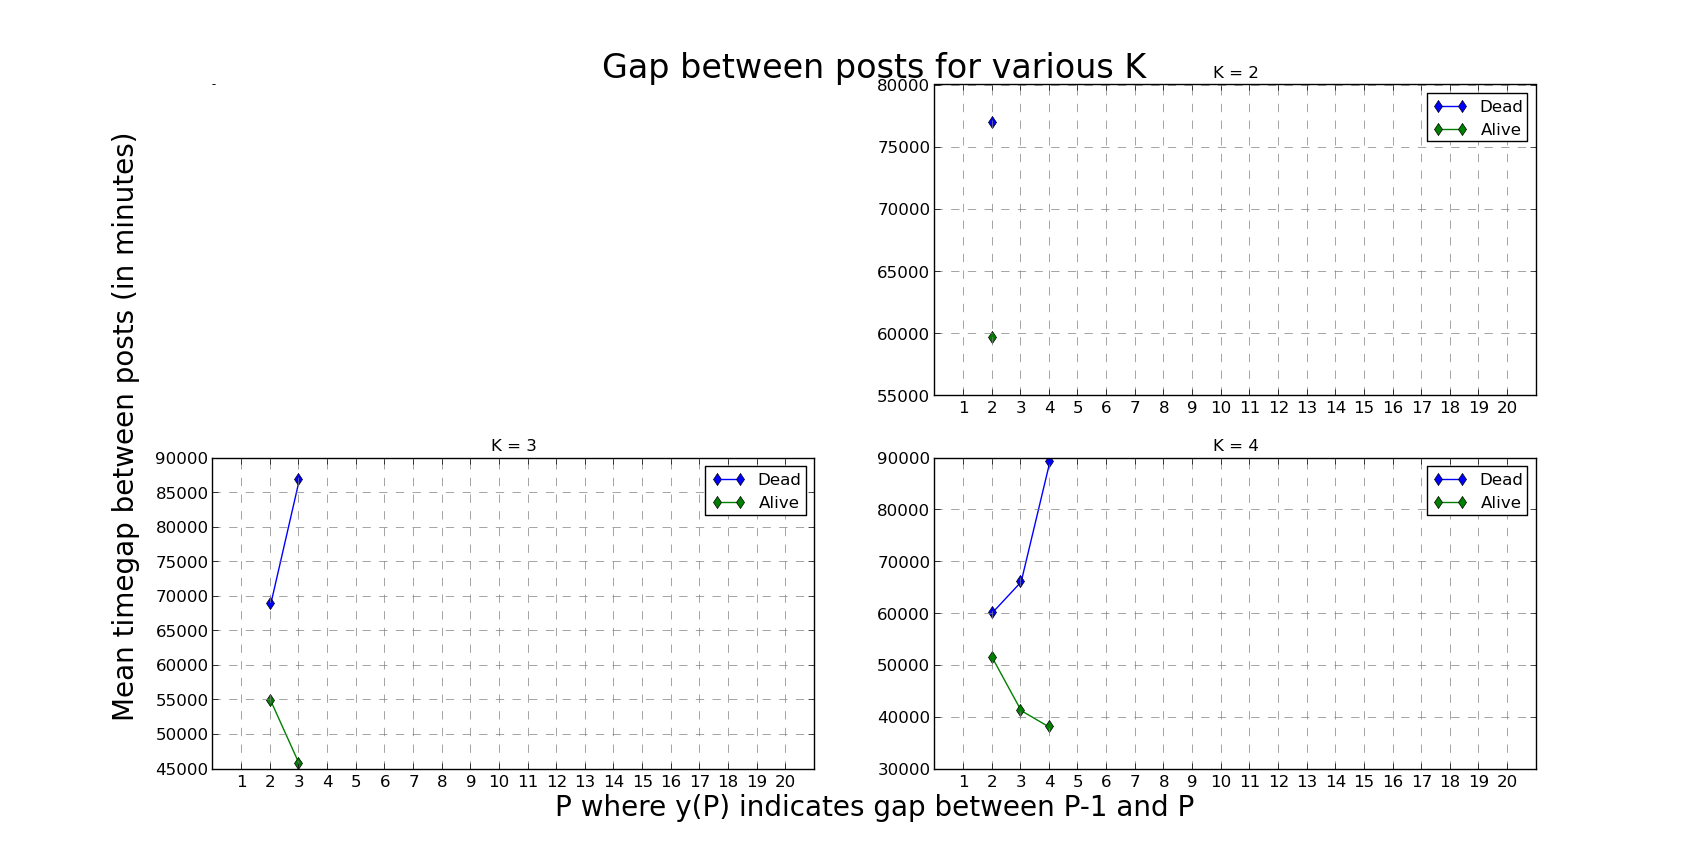 Gap between posts for various K
Mean timegap between posts (in minutes)
-
K = 2
80000
75000
70000
65000
60000
55000
Dead
Alive
1 2 3 4 5 6 7 8 9 10 11 12 13 14 15 16 17 18 19 20
K = 3
90000
85000
80000
75000
70000
65000
60000
55000
50000
45000
Dead
Alive
1 2 3 4 5 6 7 8 9 10 11 12 13 14 15 16 17 18 19 20
K = 4
90000
80000
70000
60000
50000
40000
30000
Dead
Alive
1 2 3 4 5 6 7 8 9 10 11 12 13 14 15 16 17 18 19 20
P where y(P) indicates gap between P-1 and P